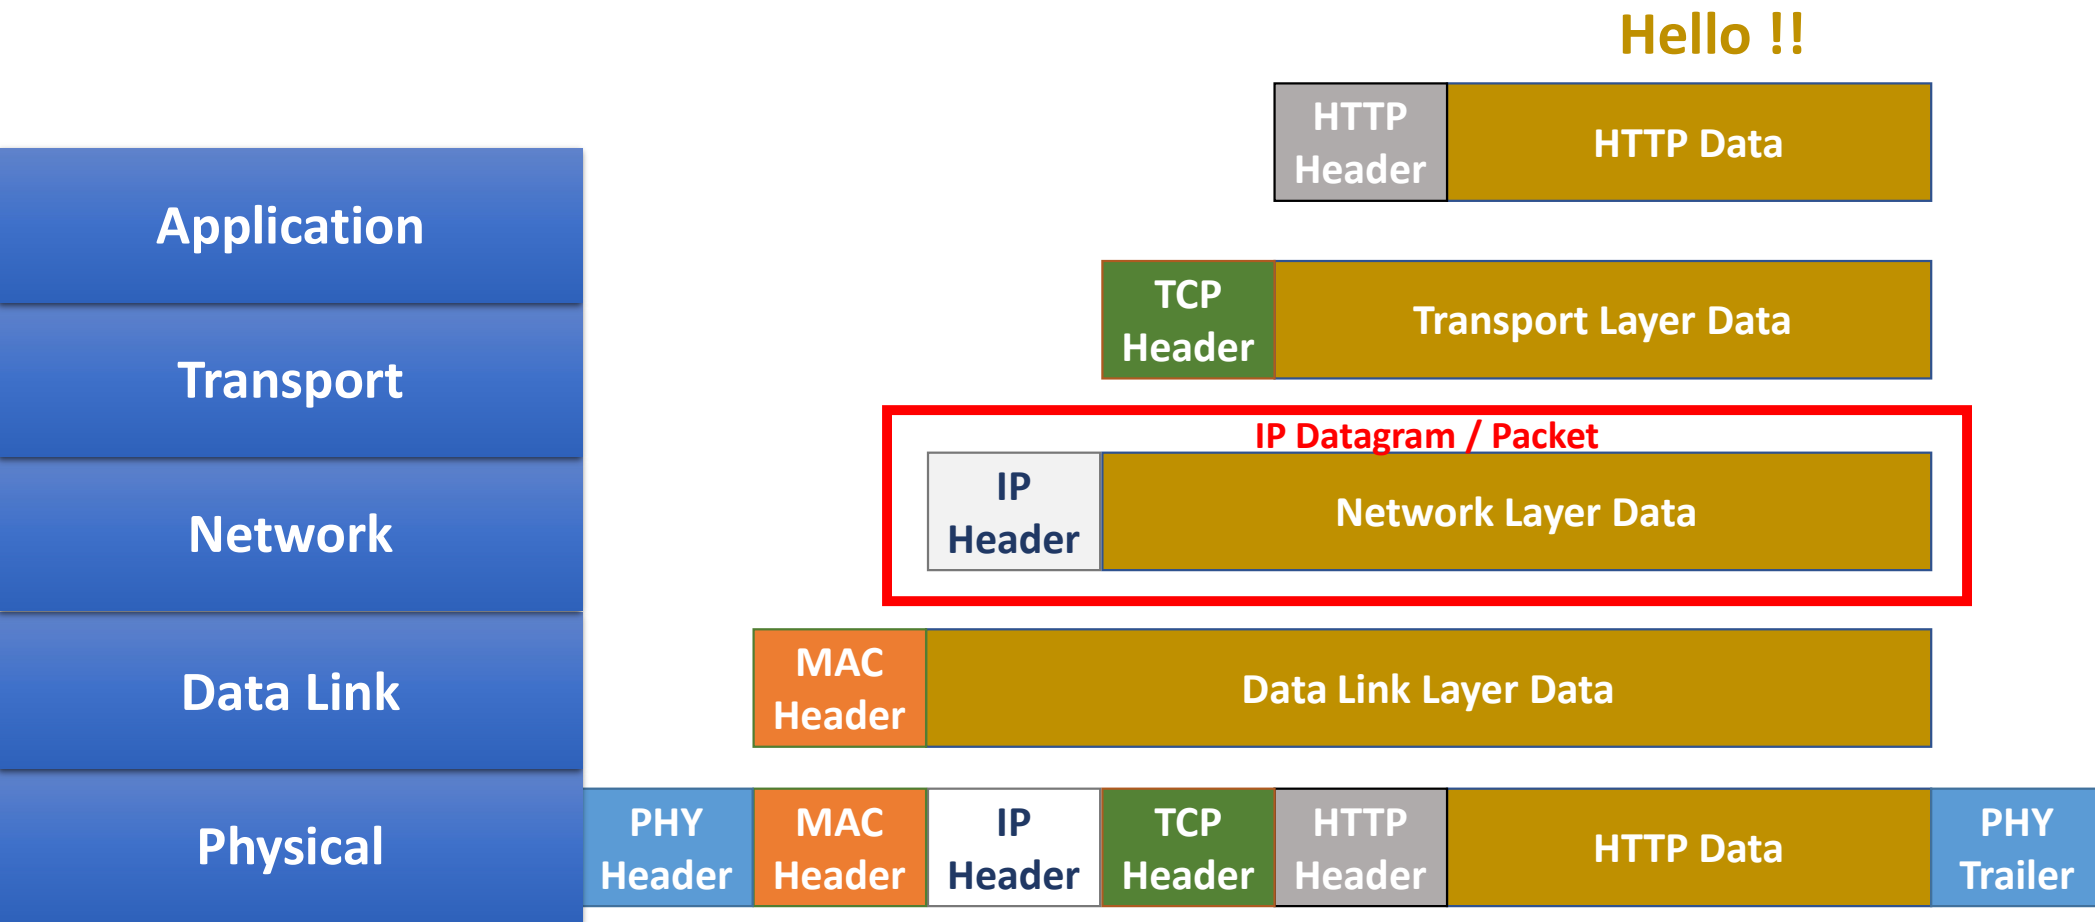 Hello !!
HTTP
Header
HTTP Data
Application
TCP
Header
Transport Layer Data
Transport
IP Datagram / Packet
IP
Header
Network Layer Data
Network
MAC
Header
Data Link Layer Data
Data Link
Physical
PHY
Header
MAC
Header
IP
Header
TCP
Header
HTTP
Header
HTTP Data
PHY
Trailer